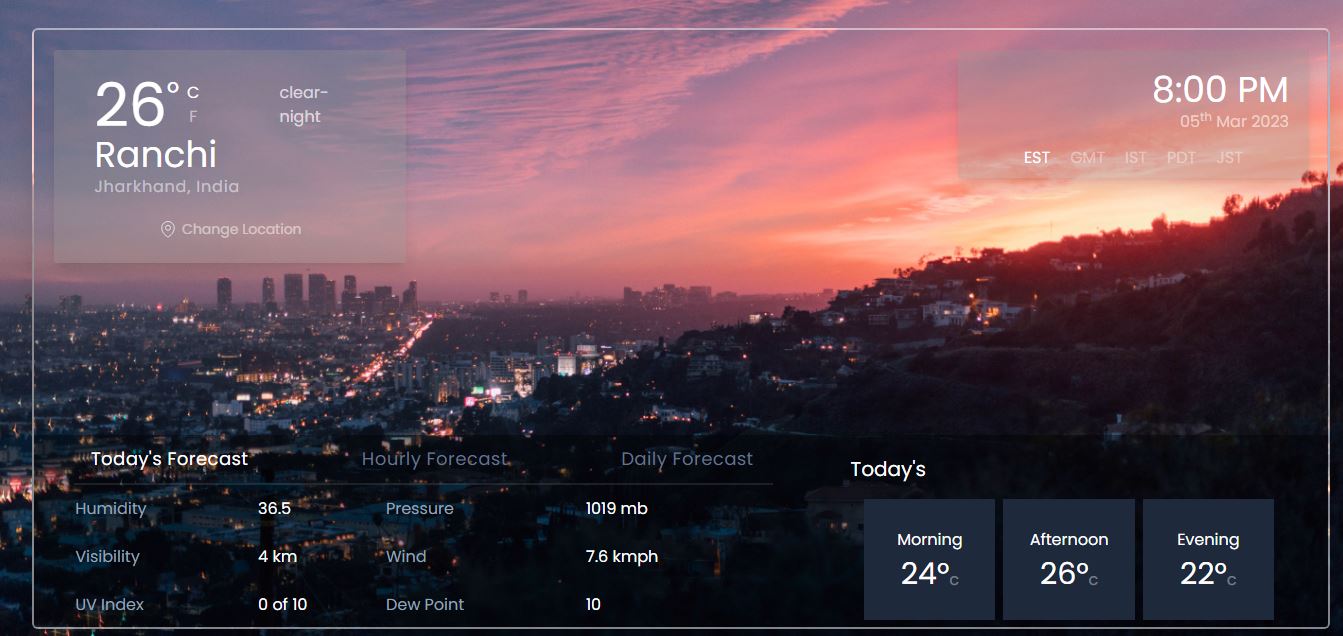 26° C
F
clear-
night
Ranchi
Jharkhand, India
Change Location
8:00 PM
05th Mar 2023
EST GMT IST PDT JST
Today's Forecast Hourly Forecast Daily Forecast
Humidity 36.5 Pressure 1019 mb
Visibility 4 km Wind 7.6 kmph
UV Index 0 of 10 Dew Point 10
Today's
Morning Afternoon Evening
24°C 26°C 22°C